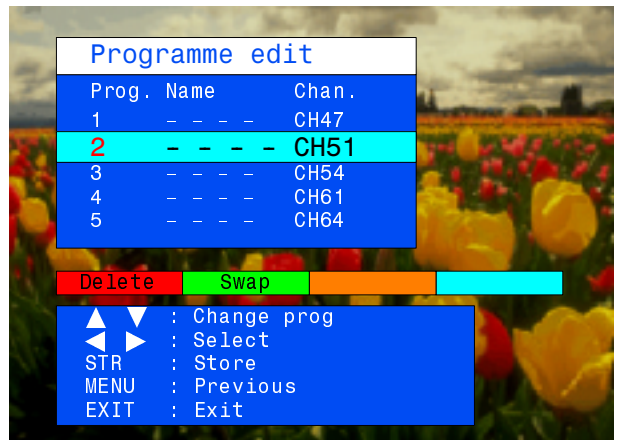 Programme edit
Prog. Name Chan.
1 - - - - CH47
2 - - - - CH51
3 - - - - CH54
4 - - - - CH61
5 - - - - CH64
Delete Swap
▲ ▼ : Change prog
◀ ▶ : Select
STR : Store
MENU : Previous
EXIT : Exit